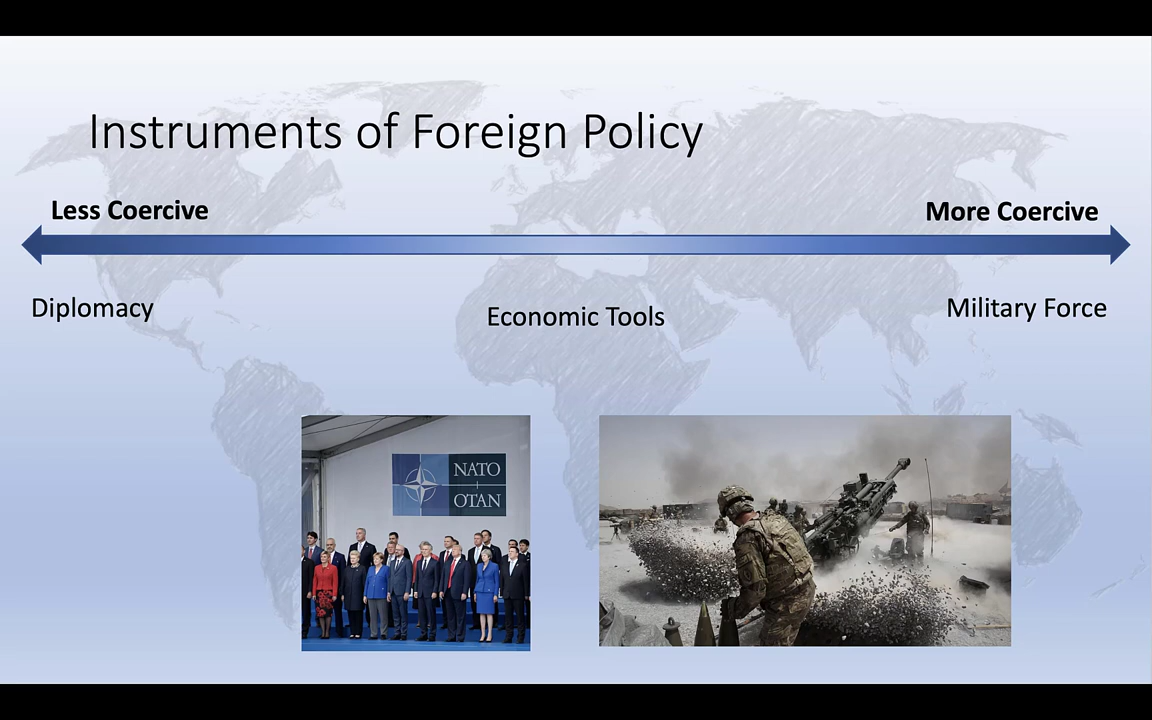 Instruments of Foreign Policy
Less Coercive
More Coercive
Diplomacy
Economic Tools
Military Force
NATO
OTAN